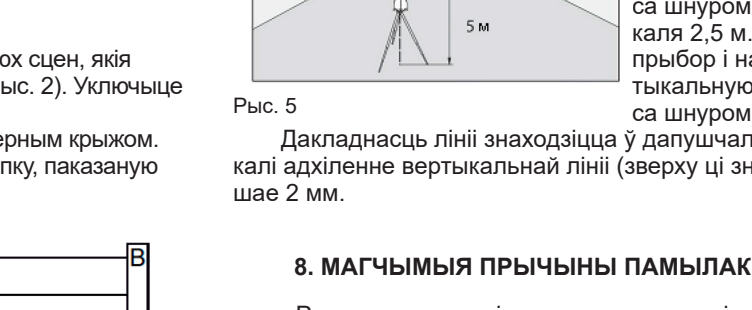 юх сцен, якія
ыс. 2). Уключыце
ерным крыжом.
пку, паказаную
В
5 м
Рыс. 5
са шнуром
каля 2,5 м.
прыбор і на
тыкальную
са шнуром
Дакладнасць лініі знаходзіцца ў дапушчал
калі адхіленне вертыкальнай лініі (зверху ці зн
шае 2 мм.
8. МАГЧЫМЫЯ ПРЫЧЫНЫ ПАМЫЛАК